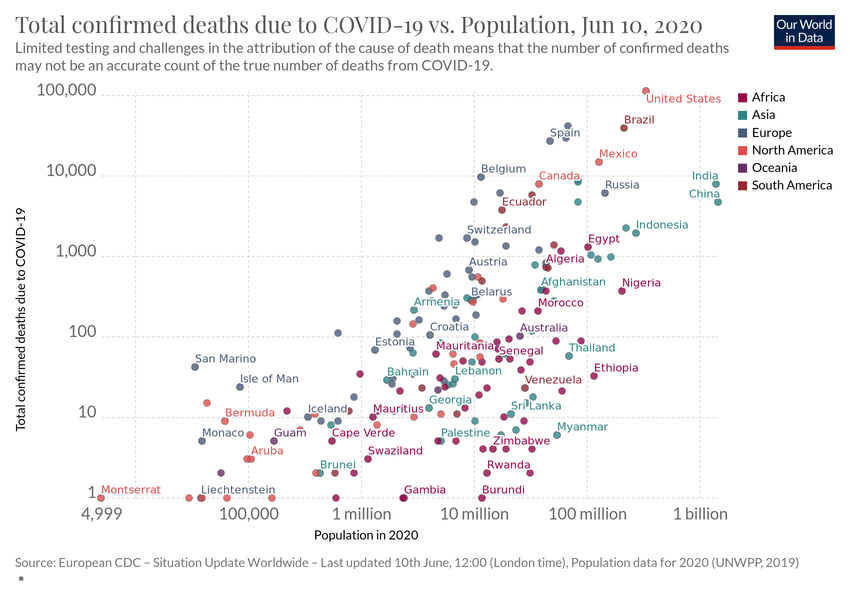 Total confirmed deaths due to COVID-19 vs. Population, Jun 10, 2020
Our World
in Data
Limited testing and challenges in the attribution of the cause of death means that the number of confirmed deaths
may not be an accurate count of the true number of deaths from COVID-19.
100,000
10,000
1,000
100
10
1
Total confirmed deaths due to COVID-19
United States
Brazil
Spain
Mexico
Belgium
Canada
India
Russia
China
Ecuador
Switzerland
Indonesia
Egypt
Austria
Algeria
Afghanistan
Nigeria
Belarus
Armenia
Morocco
Croatia
Australia
Estonia
Mauritania
Senegal
Thailand
San Marino
Ethiopia
Bahrain
Lebanon
Isle of Man
Venezuela
Georgia
Sri Lanka
Mauritius
Iceland
Bermuda
Myanmar
Monaco
Guam
Cape Verde
Palestine
Zimbabwe
Aruba
Swaziland
Brunei
Rwanda
Montserrat
Liechtenstein
Gambia
Burundi
4,999
100,000
1 million
10 million
100 million
1 billion
Population in 2020
Africa
Asia
Europe
North America
Oceania
South America
Source: European CDC – Situation Update Worldwide – Last updated 10th June, 12:00 (London time), Population data for 2020 (UNWPP, 2019)